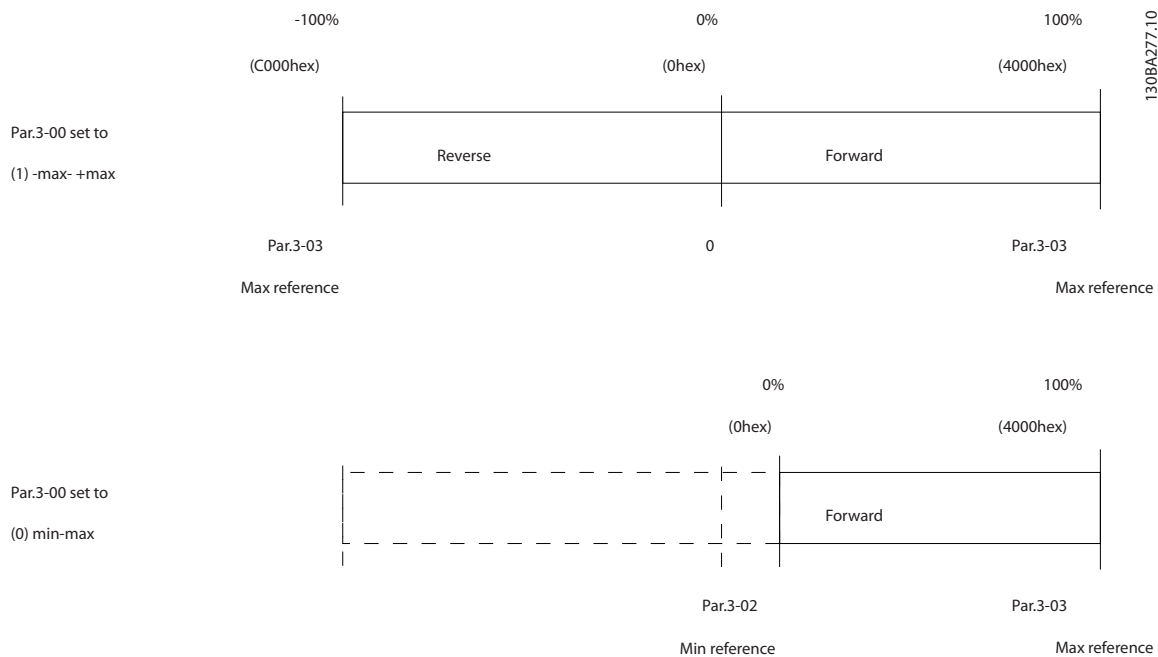 -100% 0% 100%
(C000hex) (0hex) (4000hex)
130BA277.10
Par.3-00 set to
(1) -max- +max
Reverse Forward
Par.3-03 0 Par.3-03
Max reference Max reference
0% 100%
(0hex) (4000hex)
Par.3-00 set to
(0) min-max
Forward
Par.3-02 Par.3-03
Min reference Max reference